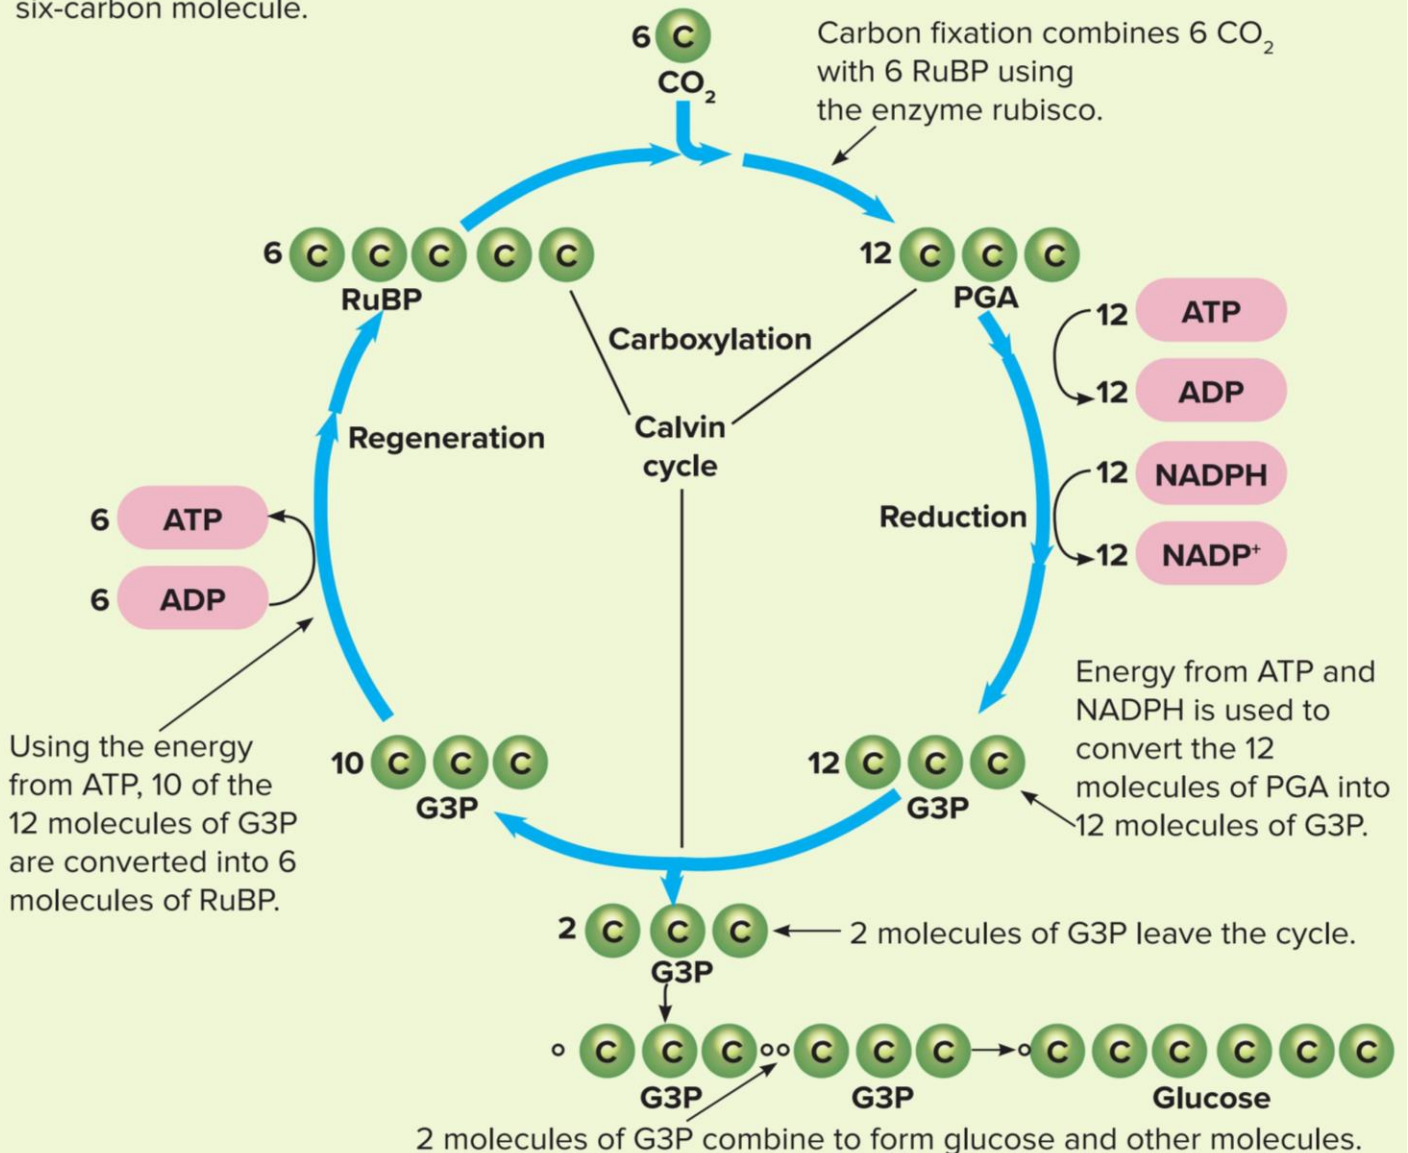 six-carbon molecule.
6 C
CO₂
Carbon fixation combines 6 CO₂
with 6 RuBP using
the enzyme rubisco.
6 C C C C C
RuBP
12 C C C
PGA
Carboxylation
Calvin
cycle
12 ATP
12 ADP
12 NADPH
12 NADP⁺
Reduction
Regeneration
6 ATP
6 ADP
Using the energy
from ATP, 10 of the
12 molecules of G3P
are converted into 6
molecules of RuBP.
10 C C C
G3P
12 C C C
G3P
Energy from ATP and
NADPH is used to
convert the 12
molecules of PGA into
12 molecules of G3P.
2 C C C
G3P
2 molecules of G3P leave the cycle.
C C C
G3P
C C C
G3P
C C C C C C
Glucose
2 molecules of G3P combine to form glucose and other molecules.